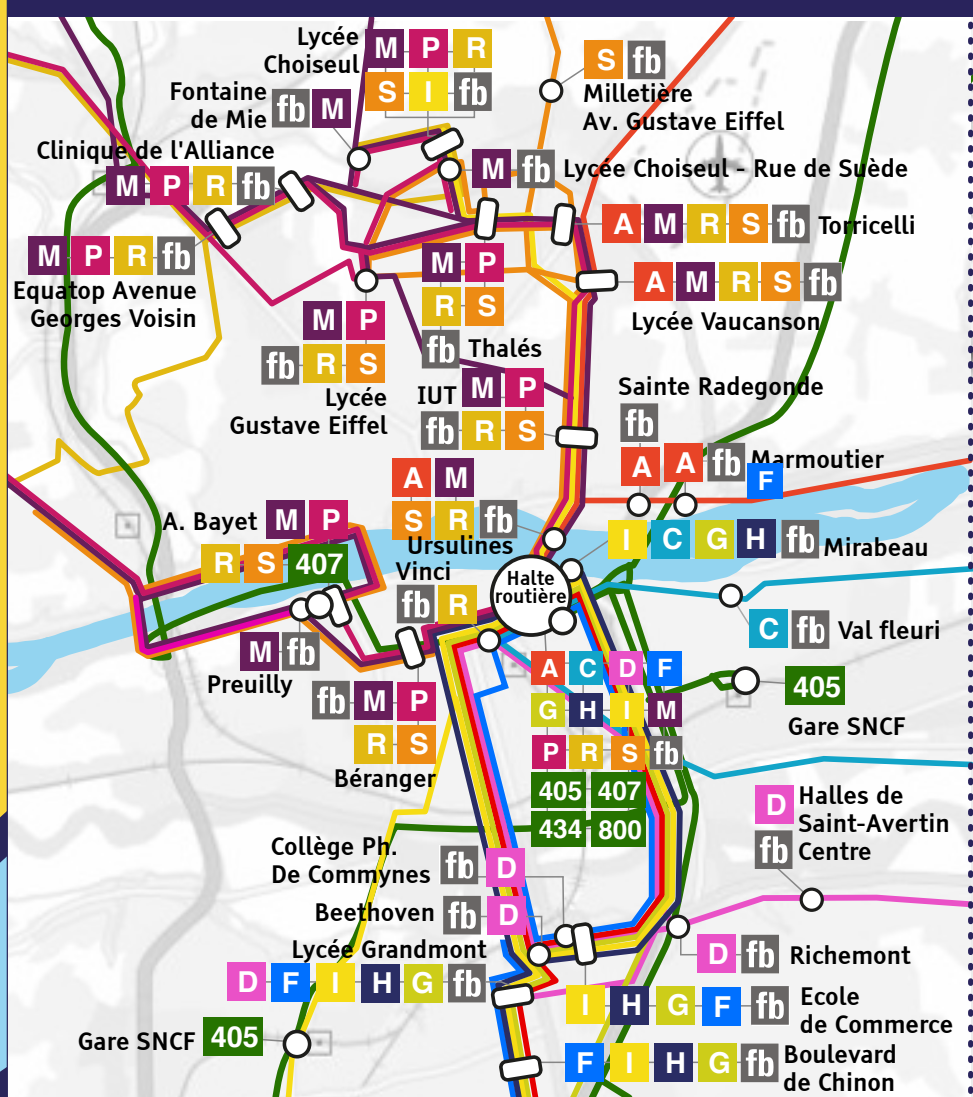 Lycée
Choiseul
M P R
S I fb
S fb
Milletière
Av. Gustave Eiffel
Fontaine
de Mie
fb M
Clinique de l'Alliance
M P R fb
M fb Lycée Choiseul - Rue de Suède
A M R S fb Torricelli
M P R fb
Equatop Avenue
Georges Voisin
M P
R S
fb Thalés
A M R S fb
Lycée Vaucanson
M P
fb R S
Lycée
Gustave Eiffel
IUT M P
fb R S
Sainte Radegonde
fb
A
A fb Marmoutier
F
A M
S R fb
Ursulines
A. Bayet M P
R S 407
I C G H fb Mirabeau
Vinci
fb R
Halte
routière
C fb Val fleuri
M fb
Preuilly
fb M P
R S
Béranger
A C D F
G H I M
P R S fb
405 407
434 800
405
Gare SNCF
D Halles de
Saint-Avertin
fb Centre
Collège Ph.
De Commynes
fb D
Beethoven fb D
Lycée Grandmont
D F I H G fb
D fb Richemont
I H G F fb Ecole
de Commerce
Gare SNCF 405
F I H G fb Boulevard
de Chinon